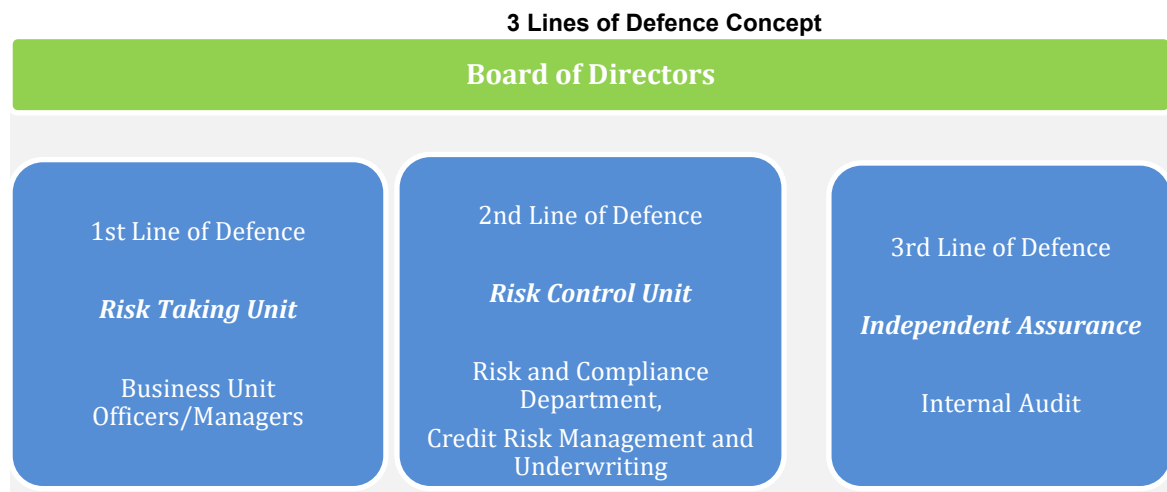 3 Lines of Defence Concept
Board of Directors
1st Line of Defence
Risk Taking Unit
Business Unit
Officers/Managers
2nd Line of Defence
Risk Control Unit
Risk and Compliance
Department,
Credit Risk Management and
Underwriting
3rd Line of Defence
Independent Assurance
Internal Audit